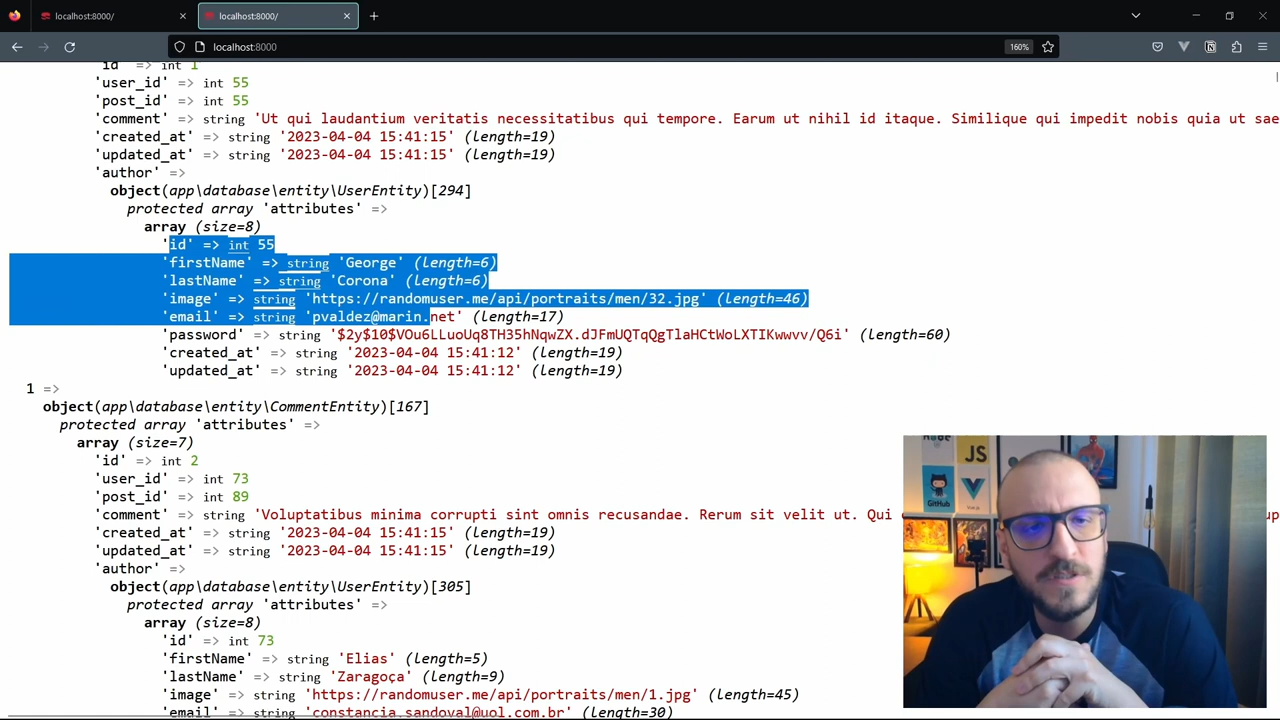 localhost:8000/
localhost:8000/
localhost:8000
160%
'id' => int 1
'user_id' => int 55
'post_id' => int 55
'comment' => string 'Ut qui laudantium veritatis necessitatibus qui tempore. Earum ut nihil id itaque. Similique qui impedit nobis quia ut sae
'created_at' => string '2023-04-04 15:41:15' (length=19)
'updated_at' => string '2023-04-04 15:41:15' (length=19)
'author' =>
object(app\database\entity\UserEntity)[294]
protected array 'attributes' =>
array (size=8)
'id' => int 55
'firstName' => string 'George' (length=6)
'lastName' => string 'Corona' (length=6)
'image' => string 'https://randomuser.me/api/portraits/men/32.jpg' (length=46)
'email' => string 'pvaldez@marin.net' (length=17)
'password' => string '$2y$10$VOu6LLuoUq8TH35hNqwZX.dJFmUQTqQgTlaHCtWoLXTIKwwvv/Q6i' (length=60)
'created_at' => string '2023-04-04 15:41:12' (length=19)
'updated_at' => string '2023-04-04 15:41:12' (length=19)
1 =>
object(app\database\entity\CommentEntity)[167]
protected array 'attributes' =>
array (size=7)
'id' => int 2
'user_id' => int 73
'post_id' => int 89
'comment' => string 'Voluptatibus minima corrupti sint omnis recusandae. Rerum sit velit ut. Qui
'created_at' => string '2023-04-04 15:41:15' (length=19)
'updated_at' => string '2023-04-04 15:41:15' (length=19)
'author' =>
object(app\database\entity\UserEntity)[305]
protected array 'attributes' =>
array (size=8)
'id' => int 73
'firstName' => string 'Elias' (length=5)
'lastName' => string 'Zaragoça' (length=9)
'image' => string 'https://randomuser.me/api/portraits/men/1.jpg' (length=45)
'email' => string 'constancia.sandoval@uol.com.br' (length=30)
JS
GitHub